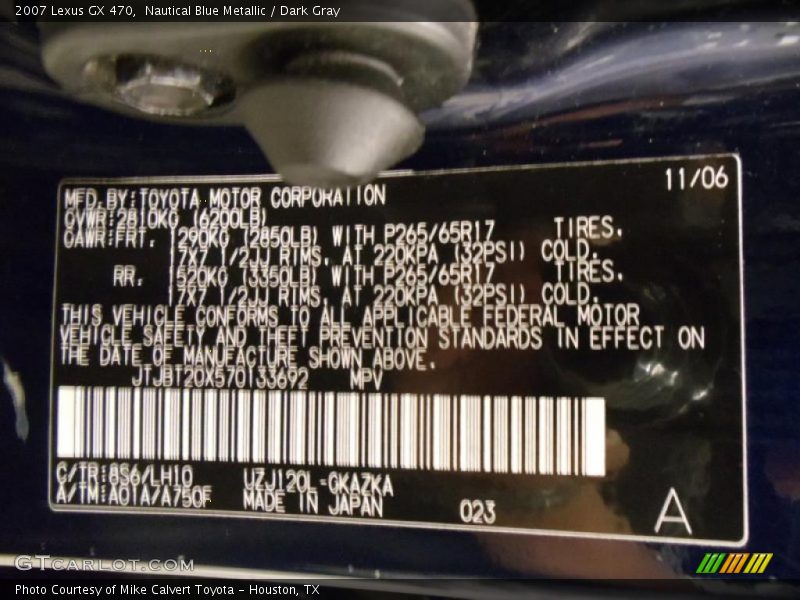 2007 Lexus GX 470,  Nautical Blue Metallic / Dark Gray
11/06
MFD.BY:TOYOTA MOTOR CORPORATION
GVWR:2810KG (6200LB)
GAWR:FRT. 1290KG (2850LB) WITH P265/65R17 TIRES,
17X7 1/2JJ RIMS, AT 220KPA (32PSI) COLD.
RR. 1520KG (3350LB) WITH P265/65R17 TIRES,
17X7 1/2JJ RIMS, AT 220KPA (32PSI) COLD.
THIS VEHICLE CONFORMS TO ALL APPLICABLE FEDERAL MOTOR
VEHICLE SAFETY AND THEFT PREVENTION STANDARDS IN EFFECT ON
THE DATE OF MANUFACTURE SHOWN ABOVE.
JTJBT20X570133692 MPV
C/TR:8S6/LH10 UZJ120L-GKAZKA
A/TM:A01A/A750F MADE IN JAPAN
023
A
GTCARLOT.COM
Photo Courtesy of Mike Calvert Toyota - Houston, TX